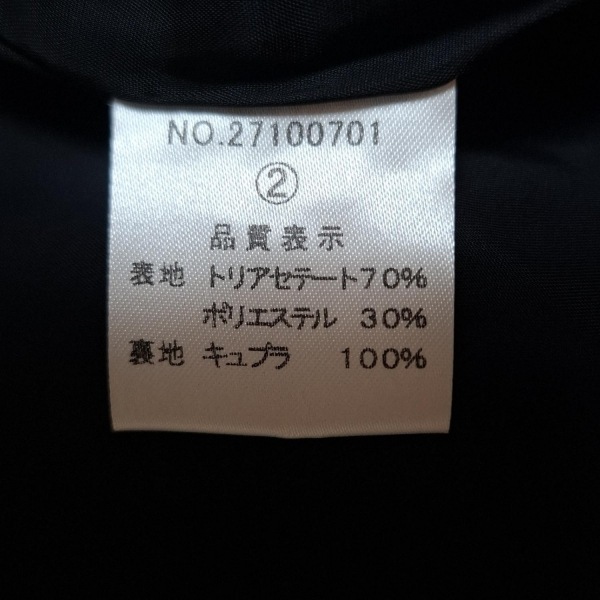 NO.27100701
②
品質表示
表地 トリアセテート70%
ポリエステル 30%
裏地 キュプラ 100%